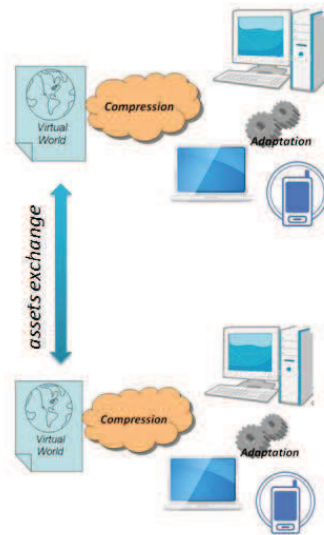 Compression
Virtual
World
Adaptation
assets exchange
Compression
Virtual
World
Adaptation